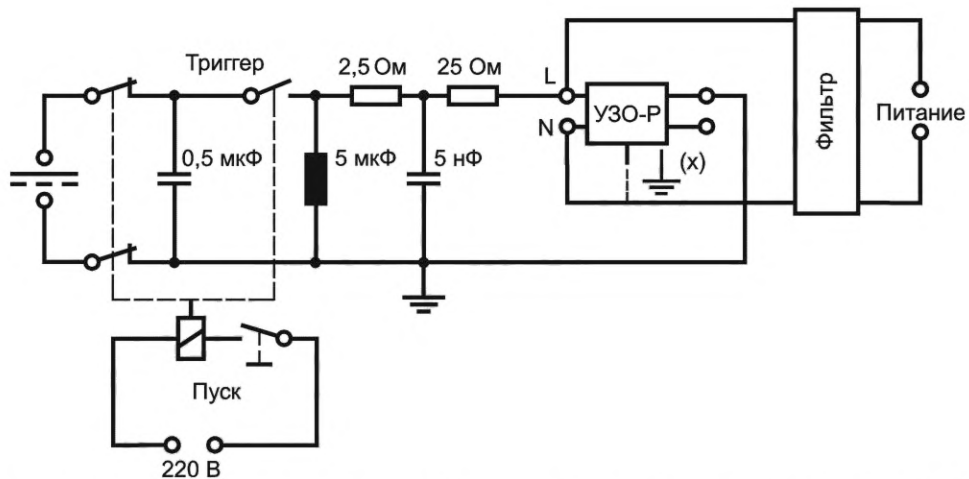 Триггер
2,5 Ом
25 Ом
L
N
УЗО-Р
(х)
Фильтр
Питание
0,5 мкФ
5 мкФ
5 нФ
Пуск
220 В